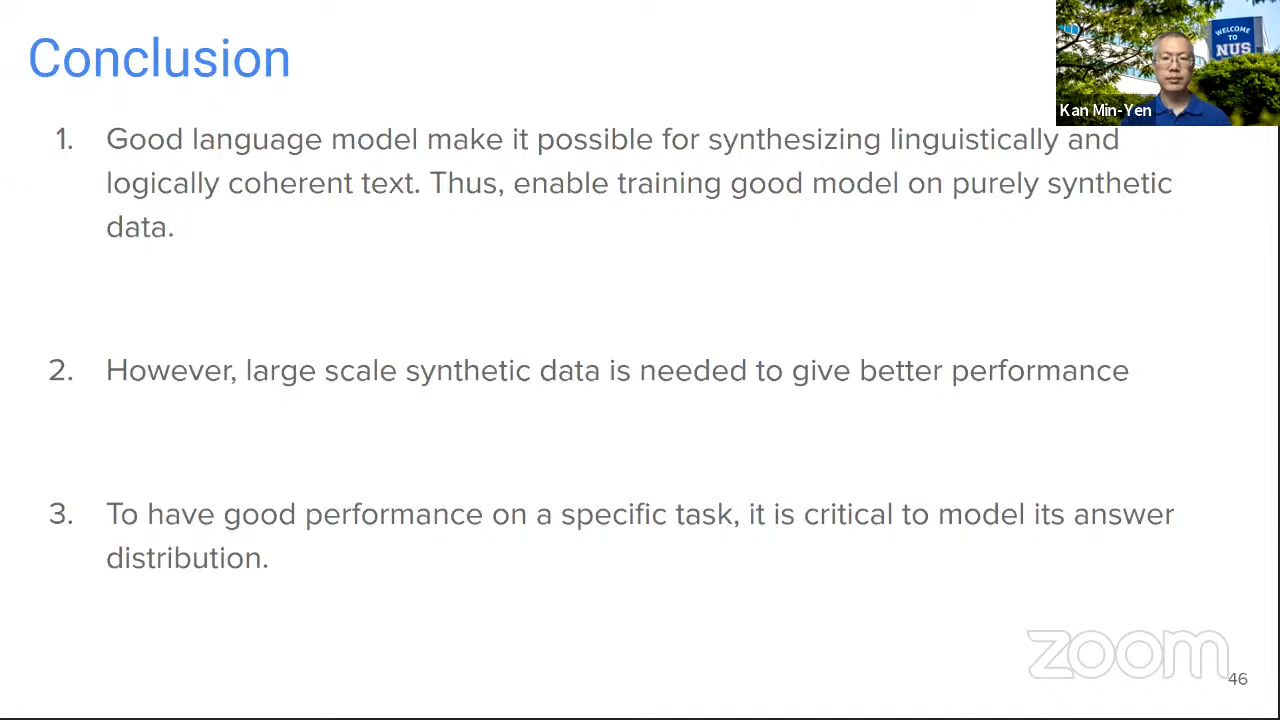 Conclusion
WELCOME
TO
NUS
Kan Min-Yen
1. Good language model make it possible for synthesizing linguistically and
logically coherent text. Thus, enable training good model on purely synthetic
data.
2. However, large scale synthetic data is needed to give better performance
3. To have good performance on a specific task, it is critical to model its answer
distribution.
zoom
46